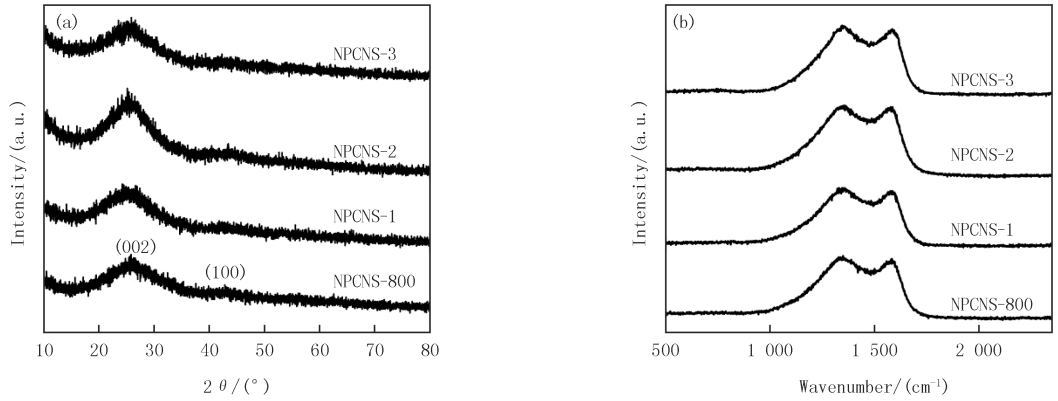 (a)
NPCNS-3
NPCNS-2
NPCNS-1
(002)
(100)
NPCNS-800
Intensity/(a.u.)
10 20 30 40 50 60 70 80
2 θ/(°)
(b)
NPCNS-3
NPCNS-2
NPCNS-1
NPCNS-800
Intensity/(a.u.)
500 1 000 1 500 2 000
Wavenumber/(cm⁻¹)